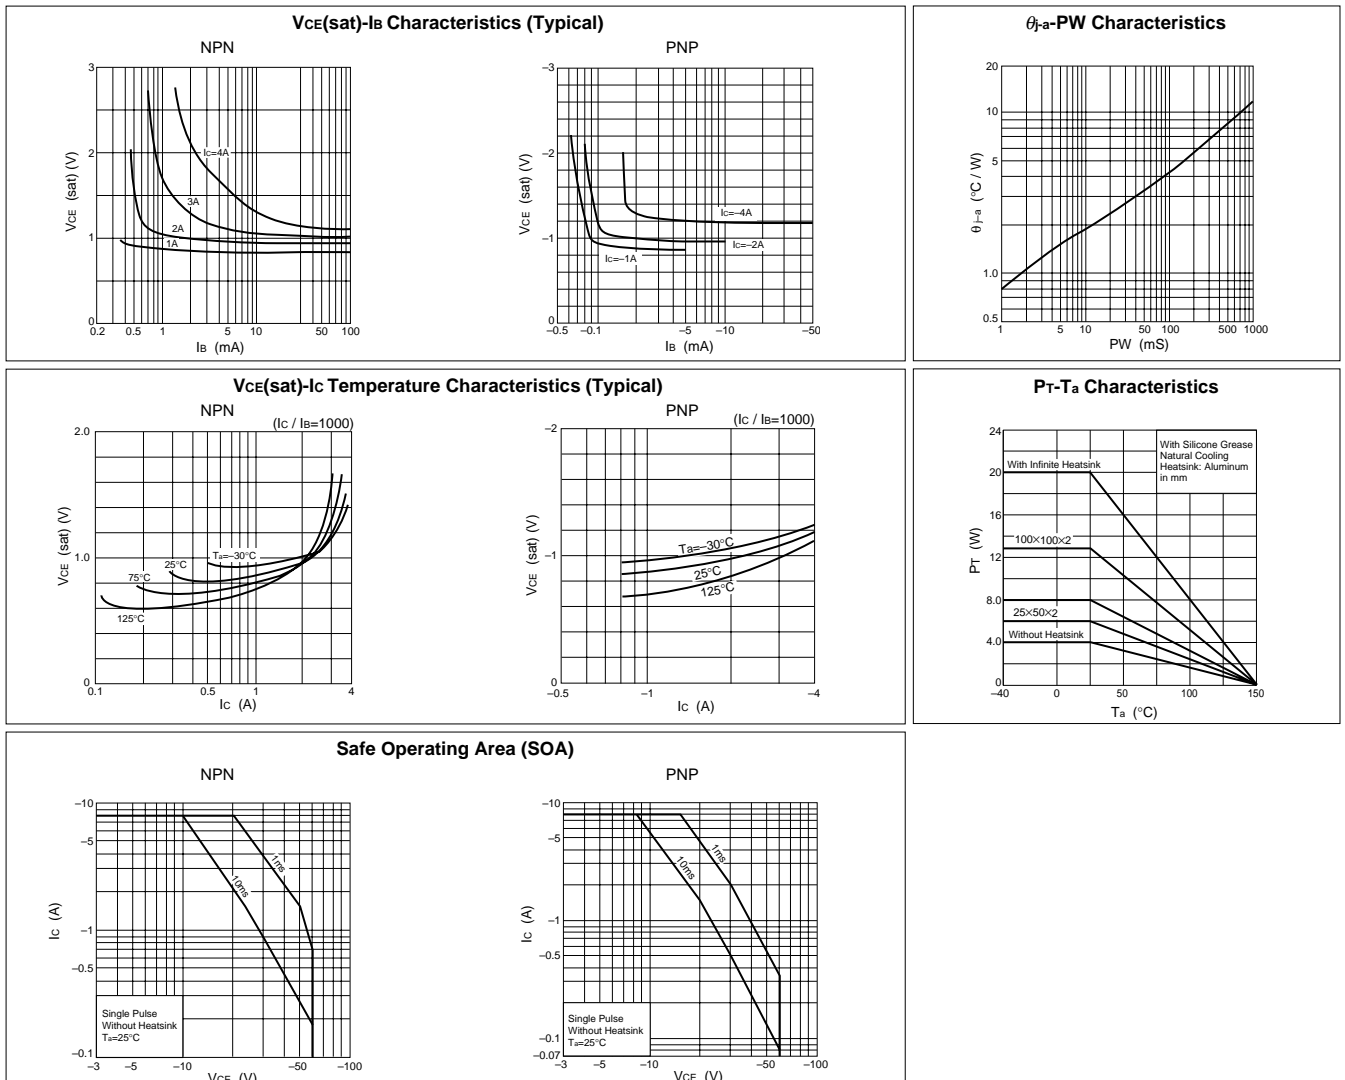 VCE(sat)-IB Characteristics (Typical)
NPN
3
2
1
0
0.2 0.5 1 5 10 50 100
VCE (sat) (V)
IB (mA)
IC=4A
3A
2A
1A
PNP
–3
–2
–1
0
–0.5 –0.1 –5 –10 –50
VCE (sat) (V)
IB (mA)
IC=–4A
IC=–2A
IC=–1A
θj-a-PW Characteristics
20
10
5
1.0
0.5
1 5 10 50 100 500 1000
θ j–a (°C / W)
PW (mS)
VCE(sat)-IC Temperature Characteristics (Typical)
NPN
(IC / IB=1000)
2.0
1.0
0
0.1 0.5 1 4
VCE (sat) (V)
IC (A)
Ta=–30°C
25°C
75°C
125°C
PNP
(IC / IB=1000)
–2
–1
0
–0.5 –1 –4
VCE (sat) (V)
IC (A)
Ta=–30°C
25°C
125°C
PT-Ta Characteristics
24
20
16
12
8.0
4.0
0
–40 0 50 100 150
PT (W)
Ta (°C)
With Silicone Grease
Natural Cooling
Heatsink: Aluminum
in mm
With Infinite Heatsink
100×100×2
25×50×2
Without Heatsink
Safe Operating Area (SOA)
NPN
–10
–5
–1
–0.5
–0.1
–3 –5 –10 –50 –100
IC (A)
VCE (V)
1ms
10ms
Single Pulse
Without Heatsink
Ta=25°C
PNP
–10
–5
–1
–0.5
–0.1
–0.07
–3 –5 –10 –50 –100
IC (A)
VCE (V)
1ms
10ms
Single Pulse
Without Heatsink
Ta=25°C